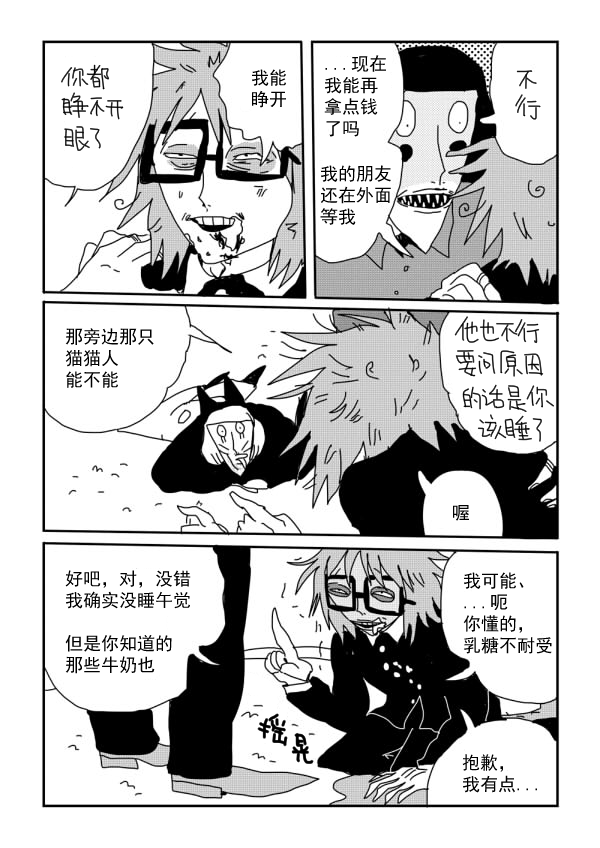 ...现在
我能再
拿点钱
了吗
我的朋友
还在外面
等我
不
行
我能
睁开
你都
睁不开
眼了
他也不行
要问原因
的话是你
该睡了
那旁边那只
猫猫人
能不能
喔
我可能、
...呃
你懂的，
乳糖不耐受
好吧，对，没错
我确实没睡午觉
但是你知道的
那些牛奶也
摇晃
抱歉，
我有点...